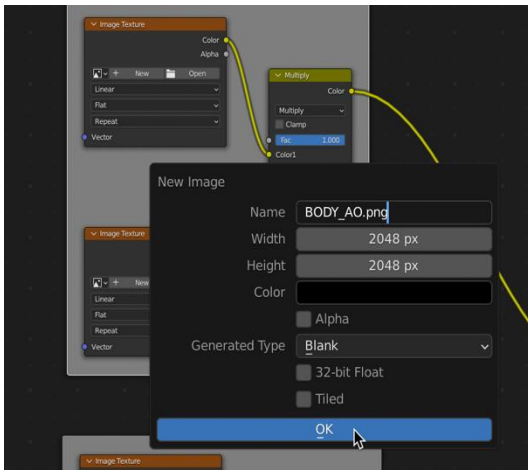 Image Texture
Color
Alpha
New Open
Linear
Flat
Repeat
Vector
Multiply
Color
Multiply
Clamp
Fac 1.000
Color1
Image Texture
New
Linear
Flat
Repeat
Vector
New Image
Name BODY_AO.png
Width 2048 px
Height 2048 px
Color
Alpha
Generated Type Blank
32-bit Float
Tiled
OK
Image Texture